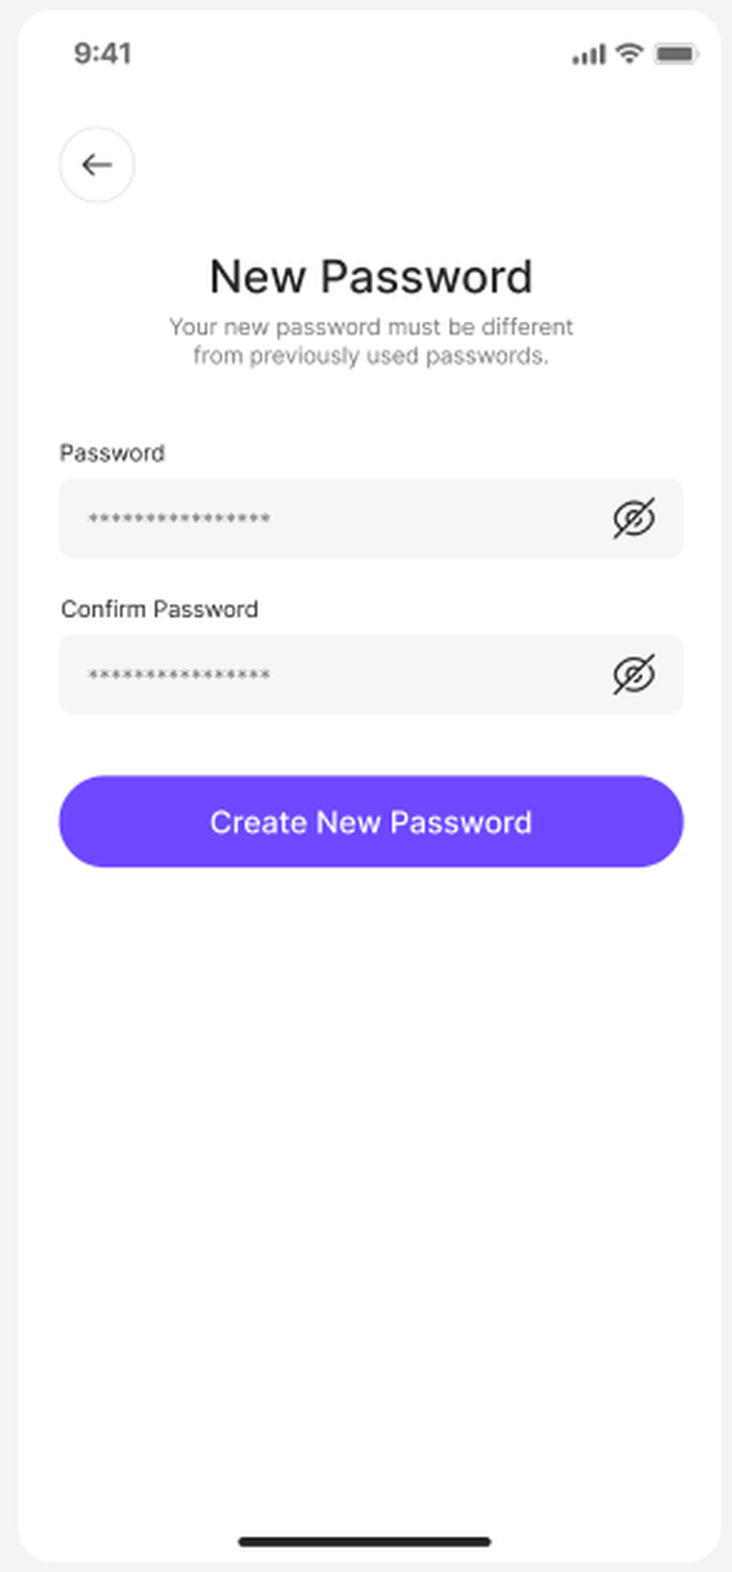 9:41
New Password
Your new password must be different
from previously used passwords.
Password
****************
Confirm Password
****************
Create New Password